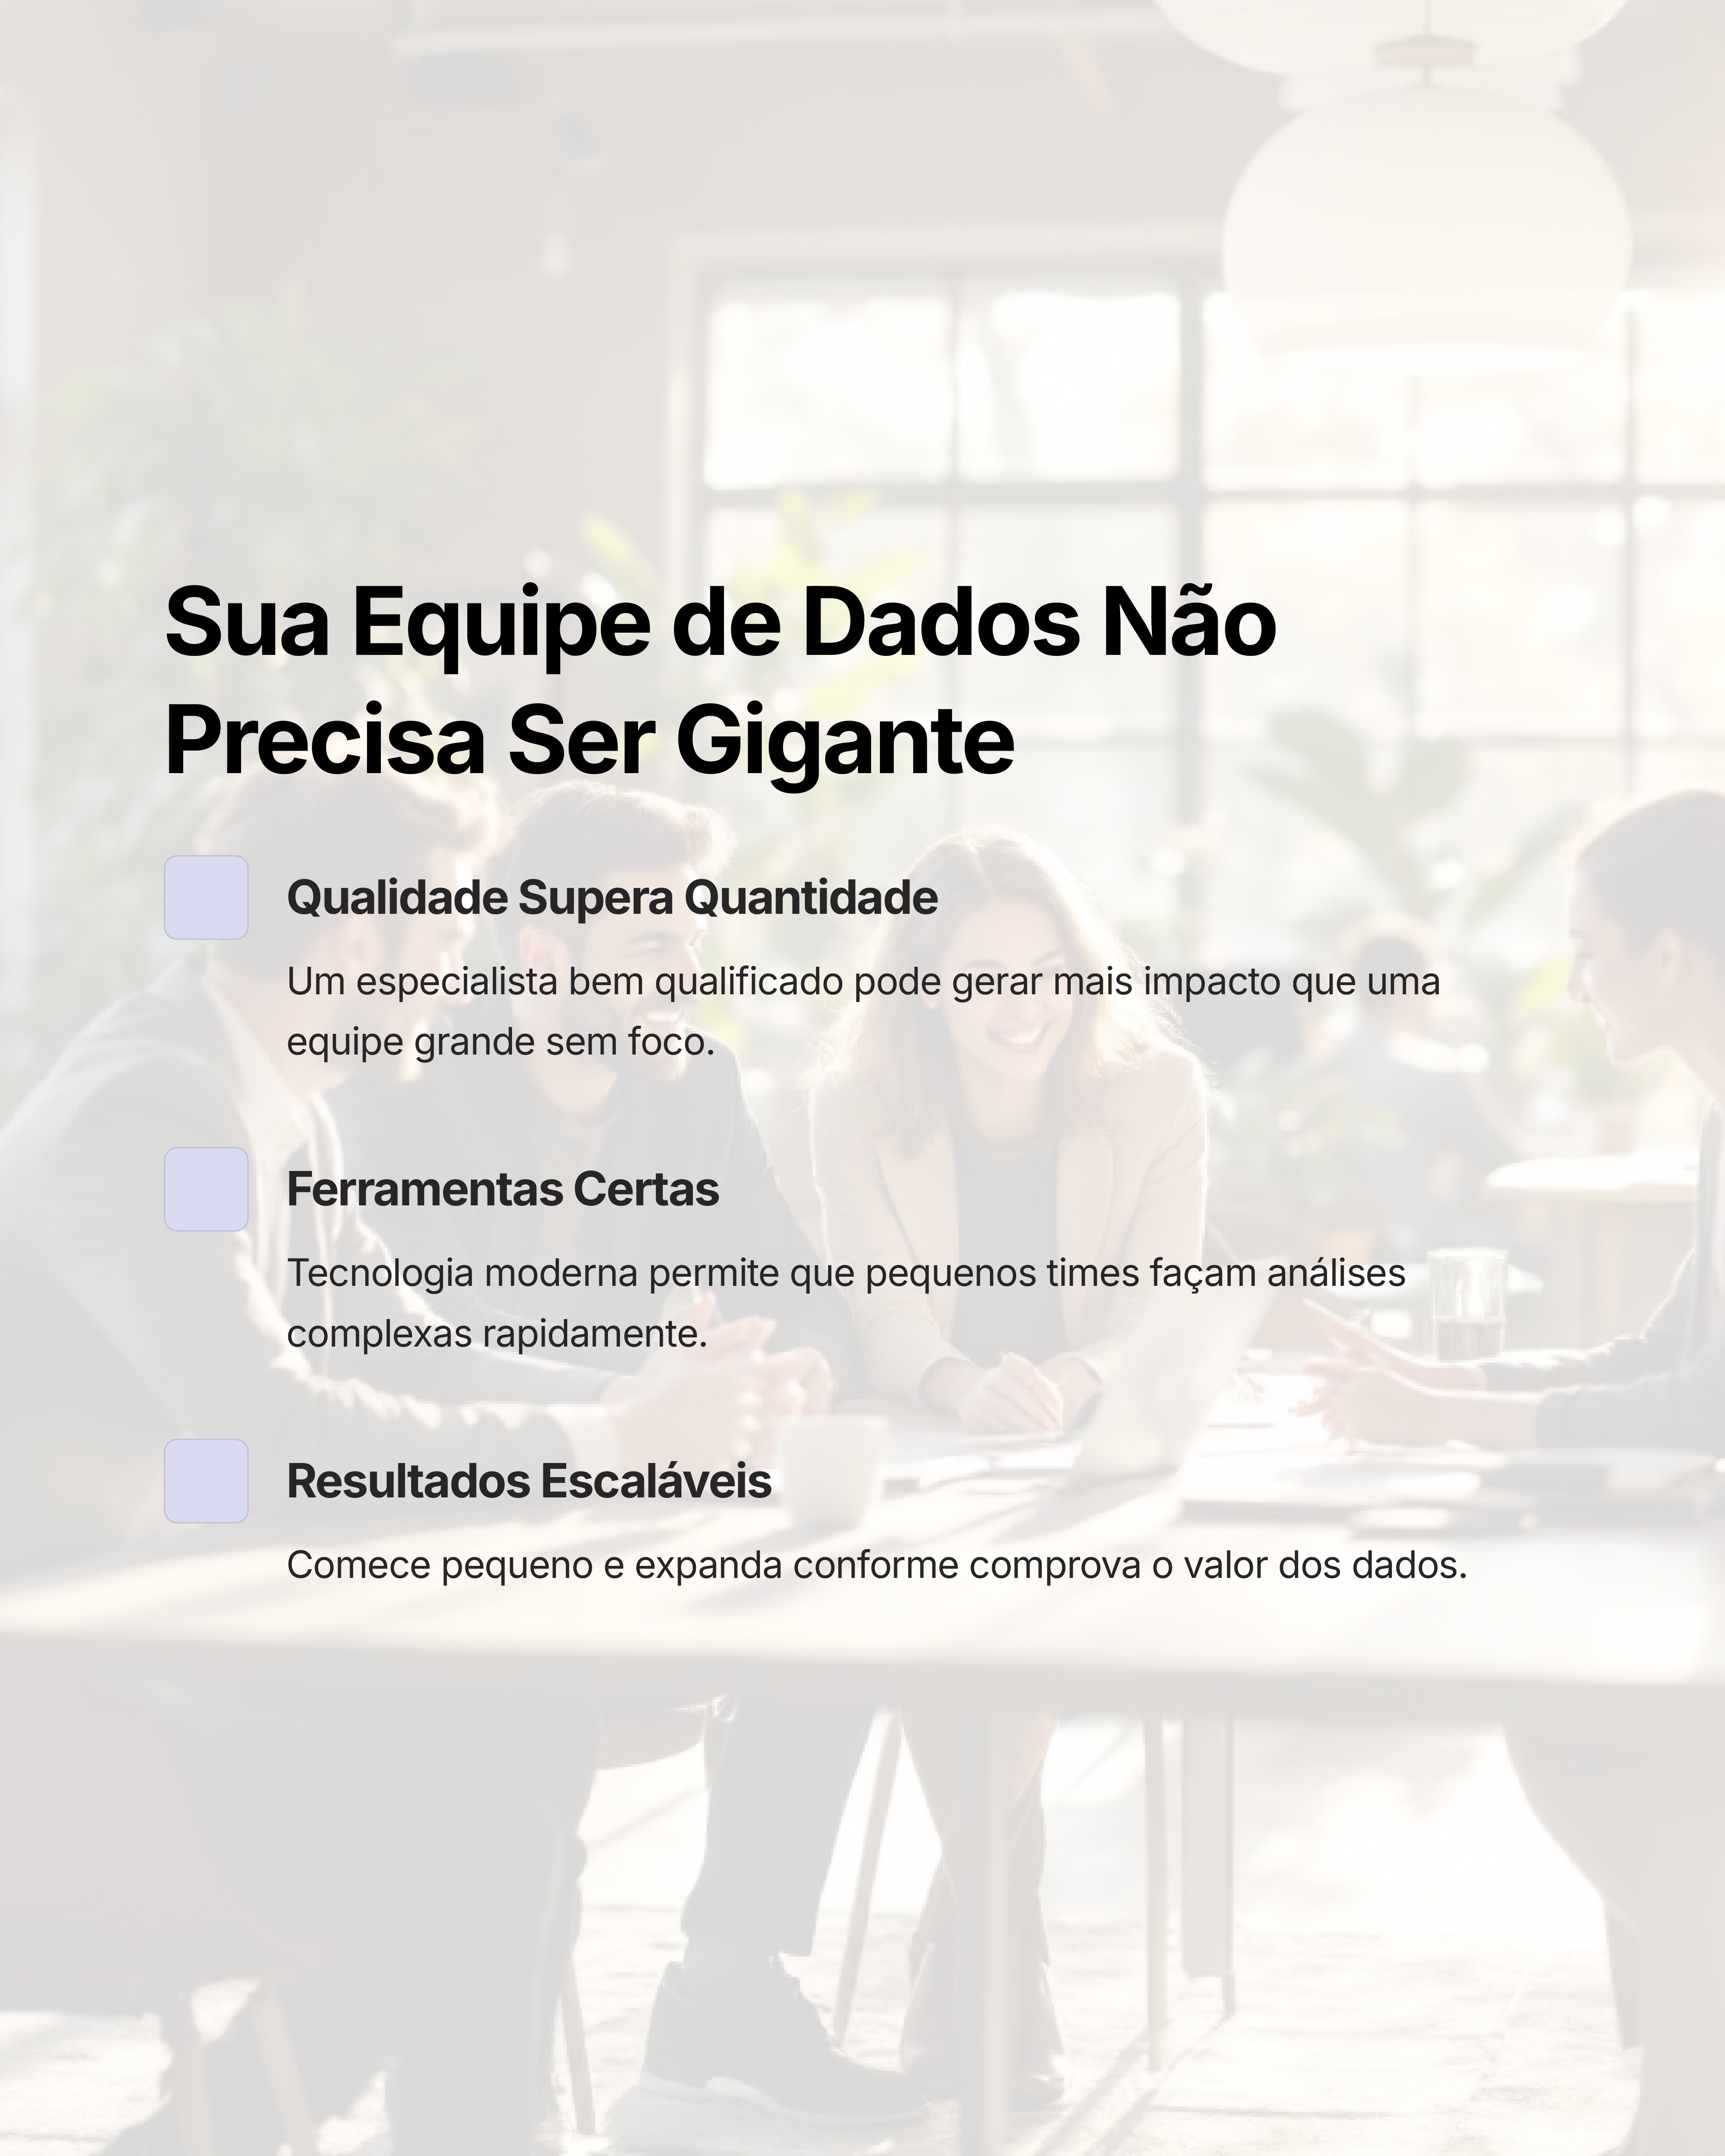 Sua Equipe de Dados Não
Precisa Ser Gigante
Qualidade Supera Quantidade
Um especialista bem qualificado pode gerar mais impacto que uma
equipe grande sem foco.
Ferramentas Certas
Tecnologia moderna permite que pequenos times façam análises
complexas rapidamente.
Resultados Escaláveis
Comece pequeno e expanda conforme comprova o valor dos dados.